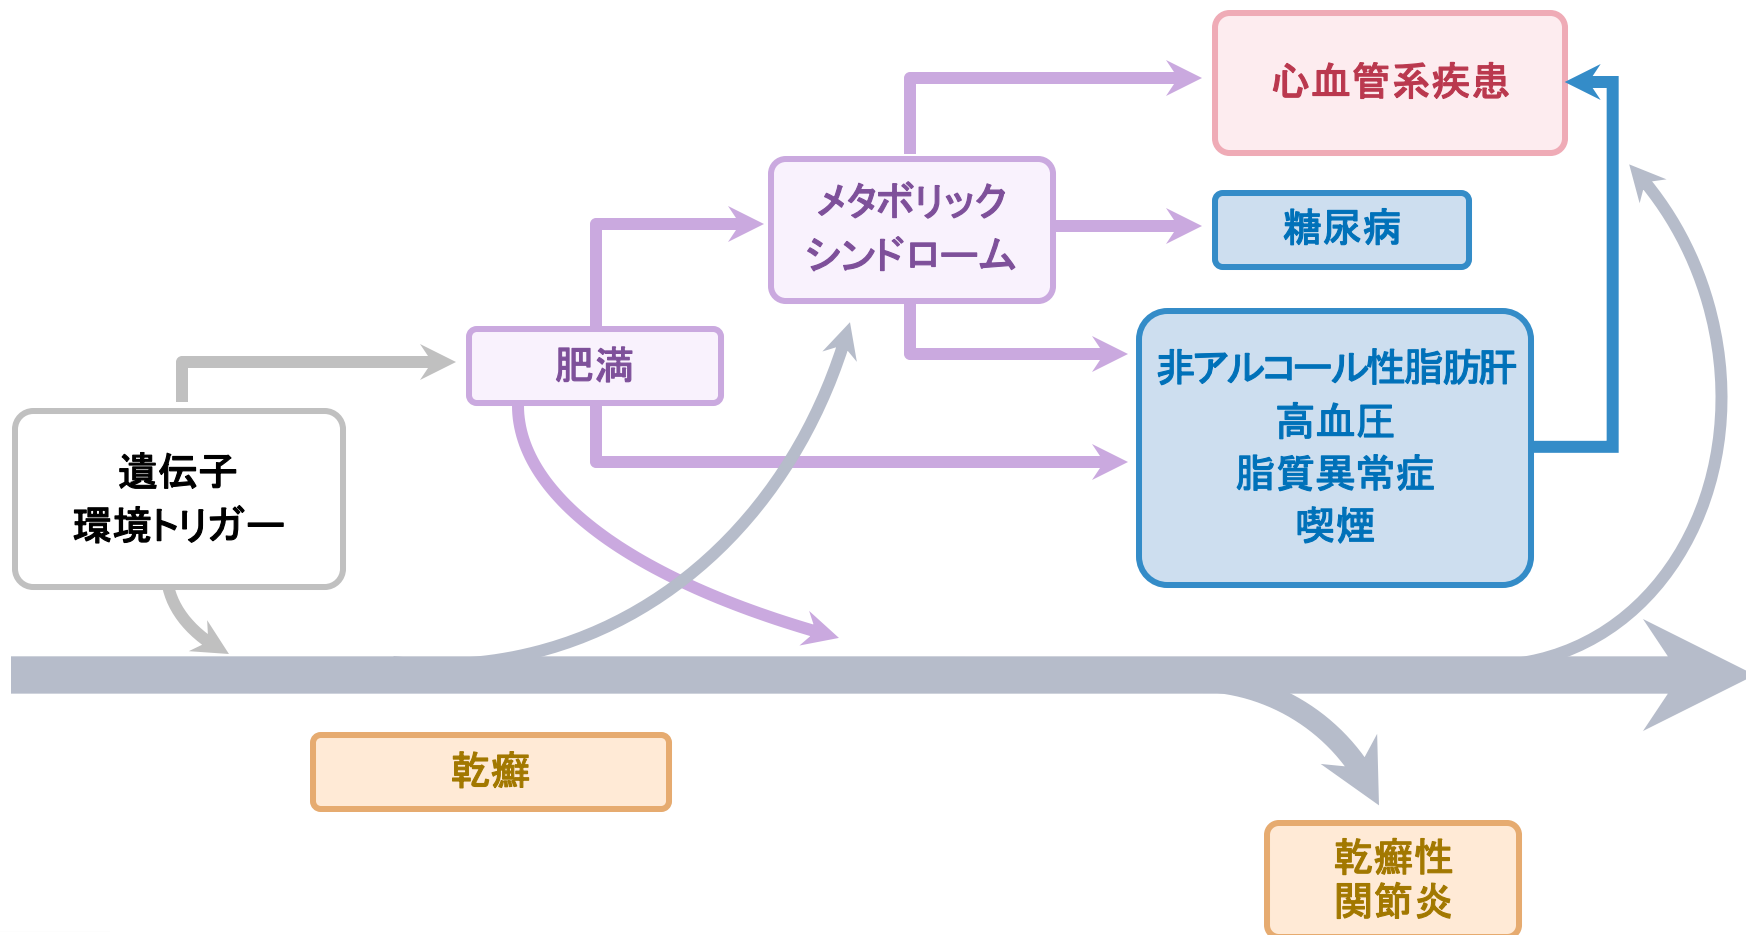 心血管系疾患
メタボリック
シンドローム
糖尿病
肥満
非アルコール性脂肪肝
高血圧
脂質異常症
喫煙
遺伝子
環境トリガー
乾癬
乾癬性
関節炎